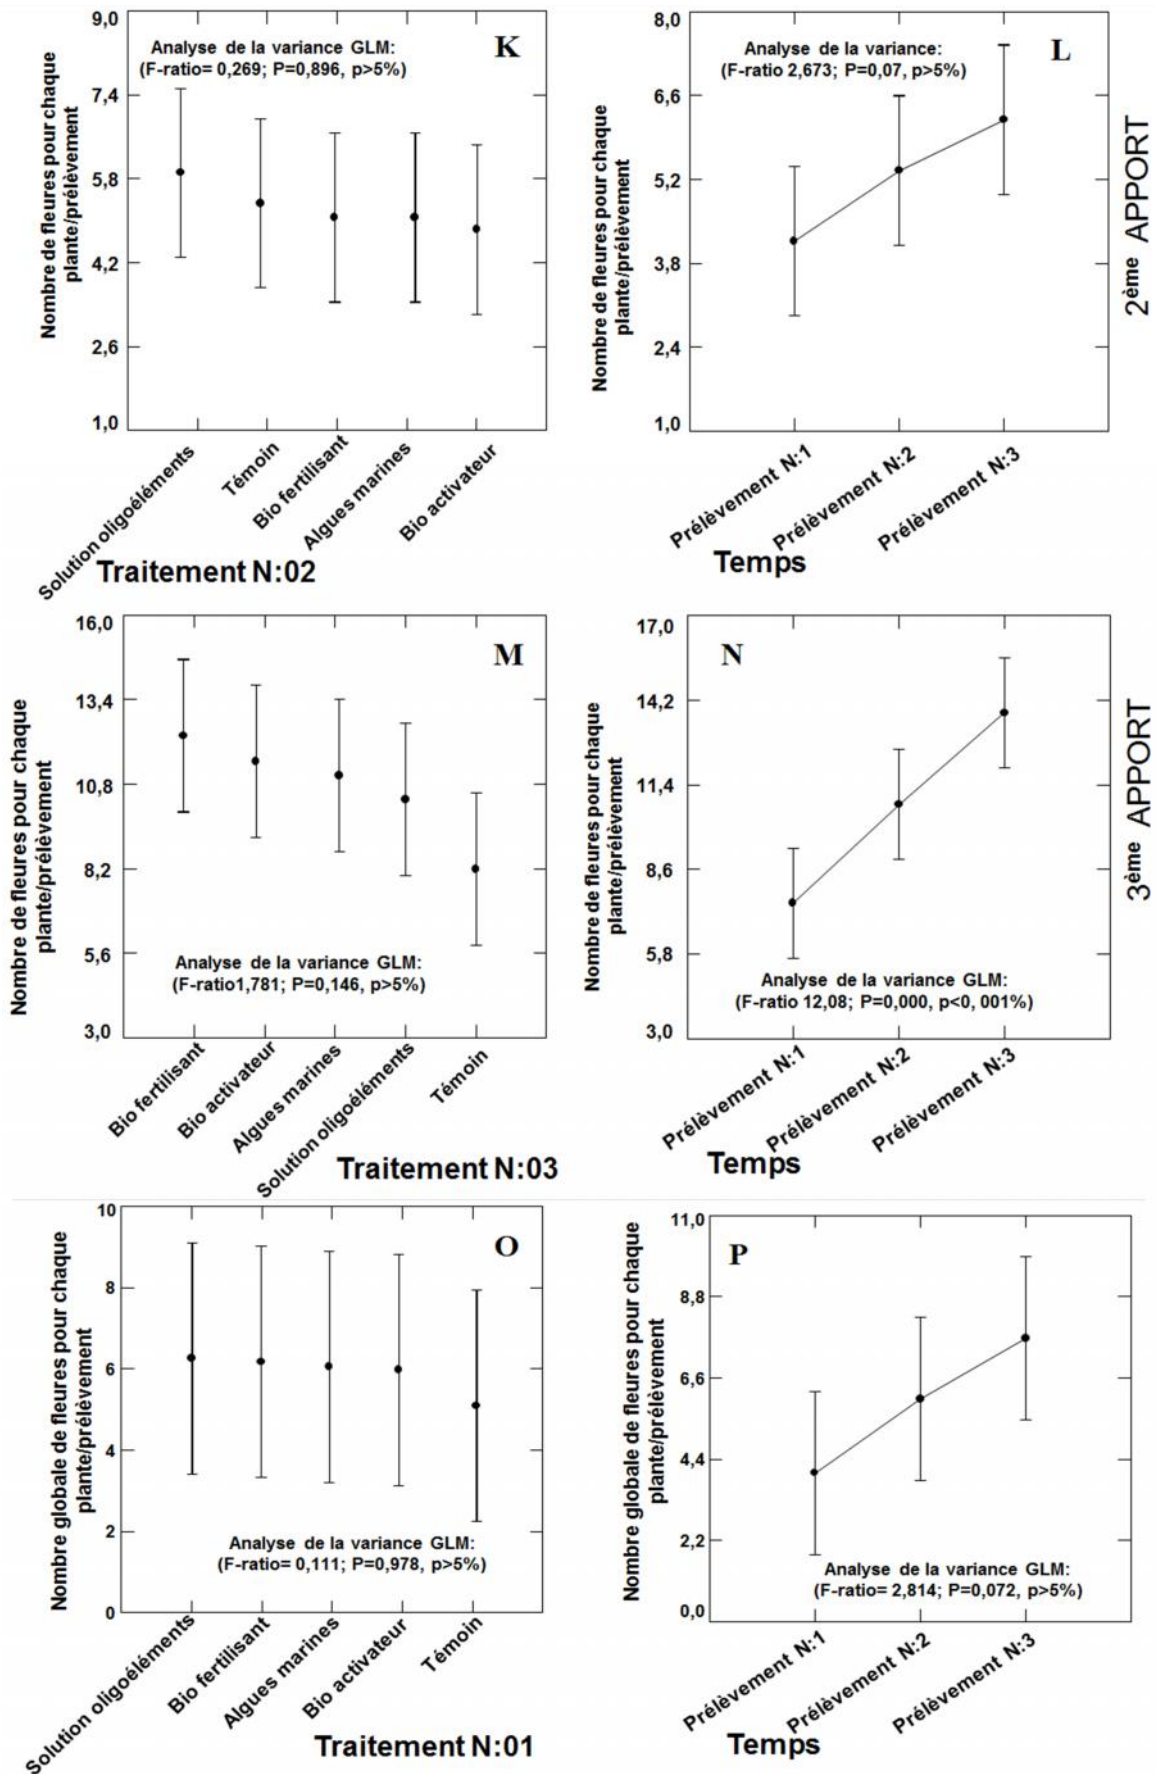 K
Analyse de la variance GLM:
(F-ratio= 0,269; P=0,896, p>5%)
Nombre de fleures pour chaque
plante/prélèvement
9,0
7,4
5,8
4,2
2,6
1,0
Solution oligoéléments
Témoin
Bio fertilisant
Algues marines
Bio activateur
Traitement N:02
L
Analyse de la variance:
(F-ratio 2,673; P=0,07, p>5%)
Nombre de fleures pour chaque
plante/prélèvement
8,0
6,6
5,2
3,8
2,4
1,0
Prélèvement N:1
Prélèvement N:2
Prélèvement N:3
Temps
2ème APPORT
M
Nombre de fleures pour chaque
plante/prélèvement
16,0
13,4
10,8
8,2
5,6
3,0
Analyse de la variance GLM:
(F-ratio1,781; P=0,146, p>5%)
Bio fertilisant
Bio activateur
Algues marines
Solution oligoéléments
Témoin
Traitement N:03
N
Nombre de fleures pour chaque
plante/prélèvement
17,0
14,2
11,4
8,6
5,8
3,0
Analyse de la variance GLM:
(F-ratio 12,08; P=0,000, p<0, 001%)
Prélèvement N:1
Prélèvement N:2
Prélèvement N:3
Temps
3ème APPORT
O
Nombre globale de fleures pour chaque
plante/prélèvement
10
8
6
4
2
0
Analyse de la variance GLM:
(F-ratio= 0,111; P=0,978, p>5%)
Solution oligoéléments
Bio fertilisant
Algues marines
Bio activateur
Témoin
Traitement N:01
P
Nombre globale de fleures pour chaque
plante/prélèvement
11,0
8,8
6,6
4,4
2,2
0,0
Analyse de la variance GLM:
(F-ratio= 2,814; P=0,072, p>5%)
Prélèvement N:1
Prélèvement N:2
Prélèvement N:3
Temps